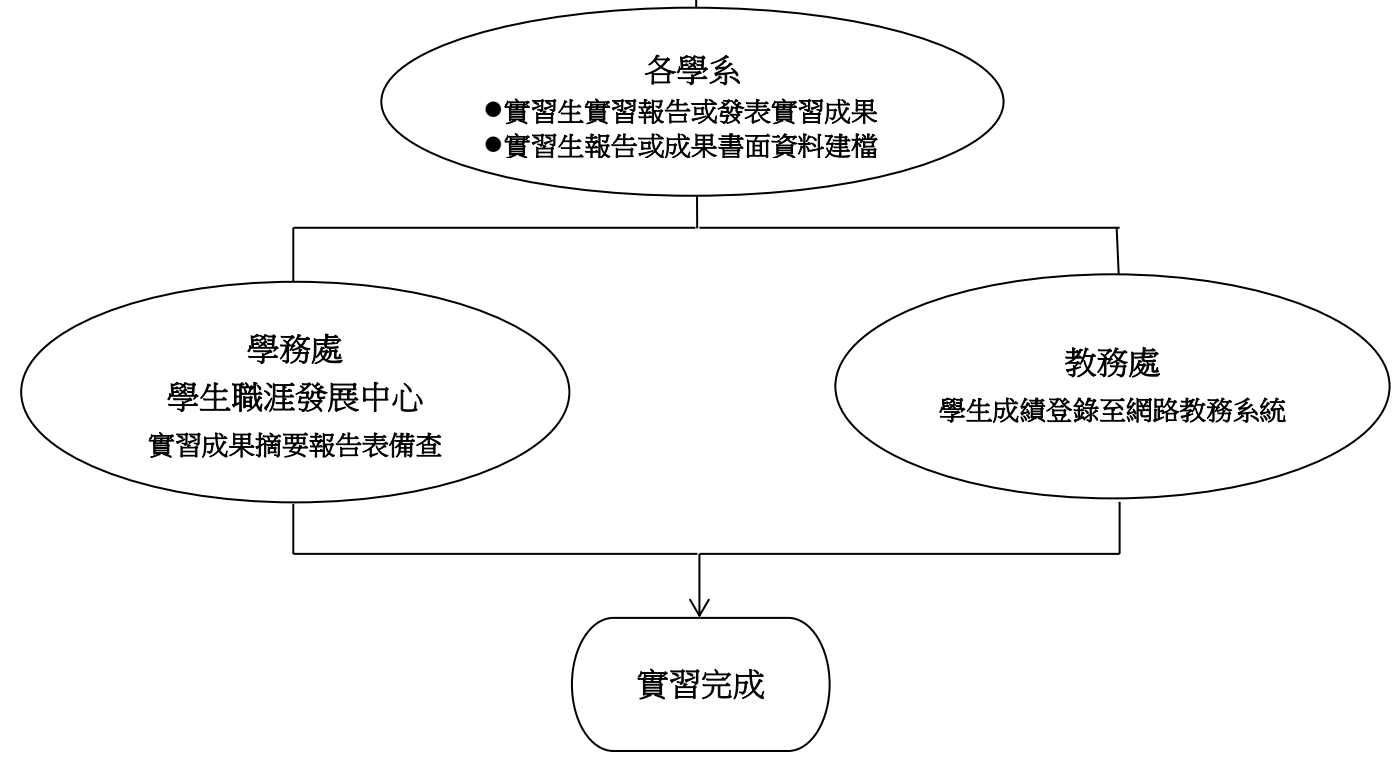 各學系
●實習生實習報告或發表實習成果
●實習生報告或成果書面資料建檔
學務處
學生職涯發展中心
實習成果摘要報告表備查
教務處
學生成績登錄至網路教務系統
實習完成